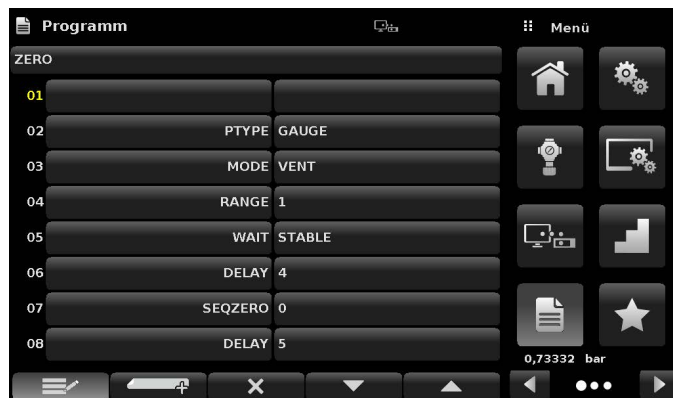 Programm
Menü
ZERO
01
02 PTYPE GAUGE
03 MODE VENT
04 RANGE 1
05 WAIT STABLE
06 DELAY 4
07 SEQZERO 0
08 DELAY 5
0,73332 bar